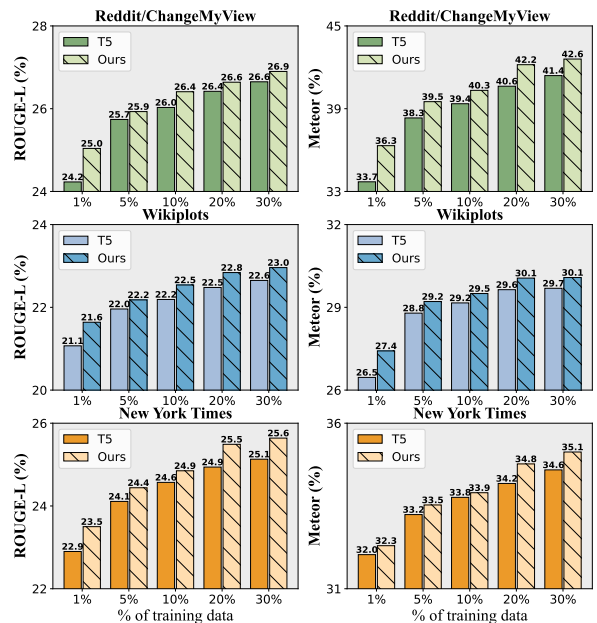 Reddit/ChangeMyView
ROUGE-L (%)
28
26
24
T5
Ours
24.2 25.0 25.7 25.9 26.0 26.4 26.4 26.6 26.6 26.9
1% 5% 10% 20% 30%
Reddit/ChangeMyView
Meteor (%)
45
39
33
T5
Ours
33.7 36.3 38.3 39.5 39.4 40.3 40.6 42.2 41.4 42.6
1% 5% 10% 20% 30%
Wikiplots
ROUGE-L (%)
24
22
20
T5
Ours
21.1 21.6 22.0 22.2 22.2 22.5 22.5 22.8 22.6 23.0
1% 5% 10% 20% 30%
Wikiplots
Meteor (%)
32
29
26
T5
Ours
26.5 27.4 28.8 29.2 29.2 29.5 29.6 30.1 29.7 30.1
1% 5% 10% 20% 30%
New York Times
ROUGE-L (%)
26
24
22
T5
Ours
22.9 23.5 24.1 24.4 24.6 24.9 24.9 25.5 25.1 25.6
1% 5% 10% 20% 30%
% of training data
New York Times
Meteor (%)
36
31
T5
Ours
32.0 32.3 33.2 33.5 33.8 33.9 34.2 34.8 34.6 35.1
1% 5% 10% 20% 30%
% of training data